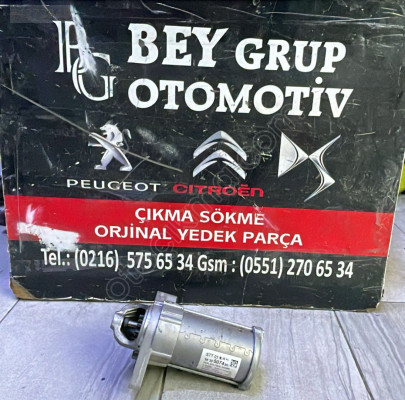 BG BEY GRUP
OTOMOTİV
PEUGEOT CITROËN
ÇIKMA SÖKME
ORJİNAL YEDEK PARÇA
Tel.: (0216) 575 65 34 Gsm : (0551) 270 65 34